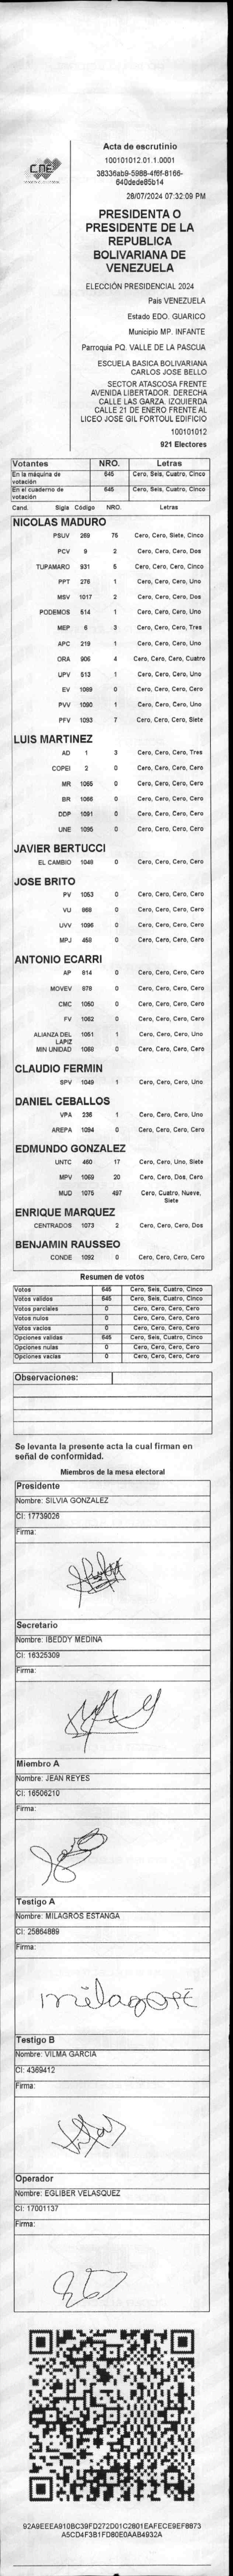 cne
Acta de escrutinio
100101012.01.1.0001
38336ab9-5988-4f6f-8166-
640dede85b14
28/07/2024 07:32:09 PM
PRESIDENTA O
PRESIDENTE DE LA
REPUBLICA
BOLIVARIANA DE
VENEZUELA
ELECCIÓN PRESIDENCIAL 2024
Pais VENEZUELA
Estado EDO. GUARICO
Municipio MP. INFANTE
Parroquia PQ. VALLE DE LA PASCUA
ESCUELA BASICA BOLIVARIANA
CARLOS JOSE BELLO
SECTOR ATASCOSA FRENTE
AVENIDA LIBERTADOR. DERECHA
CALLE LAS GARZA. IZQUIERDA
CALLE 21 DE ENERO FRENTE AL
LICEO JOSE GIL FORTOUL EDIFICIO
100101012
921 Electores
Votantes NRO. Letras
En la máquina de votación 645 Cero, Seis, Cuatro, Cinco
En el cuaderno de votación 645 Cero, Seis, Cuatro, Cinco
Cand. Sigla Código NRO. Letras
NICOLAS MADURO
PSUV 269 75 Cero, Cero, Siete, Cinco
PCV 9 2 Cero, Cero, Cero, Dos
TUPAMARO 931 5 Cero, Cero, Cero, Cinco
PPT 276 1 Cero, Cero, Cero, Uno
MSV 1017 2 Cero, Cero, Cero, Dos
PODEMOS 514 1 Cero, Cero, Cero, Uno
MEP 6 3 Cero, Cero, Cero, Tres
APC 219 1 Cero, Cero, Cero, Uno
ORA 906 4 Cero, Cero, Cero, Cuatro
UPV 513 1 Cero, Cero, Cero, Uno
EV 1089 0 Cero, Cero, Cero, Cero
PVV 1090 1 Cero, Cero, Cero, Uno
PFV 1093 7 Cero, Cero, Cero, Siete
LUIS MARTINEZ
AD 1 3 Cero, Cero, Cero, Tres
COPEI 2 0 Cero, Cero, Cero, Cero
MR 1065 0 Cero, Cero, Cero, Cero
BR 1066 0 Cero, Cero, Cero, Cero
DDP 1091 0 Cero, Cero, Cero, Cero
UNE 1095 0 Cero, Cero, Cero, Cero
JAVIER BERTUCCI
EL CAMBIO 1048 0 Cero, Cero, Cero, Cero
JOSE BRITO
PV 1053 0 Cero, Cero, Cero, Cero
VU 868 0 Cero, Cero, Cero, Cero
UVV 1096 0 Cero, Cero, Cero, Cero
MPJ 458 0 Cero, Cero, Cero, Cero
ANTONIO ECARRI
AP 814 0 Cero, Cero, Cero, Cero
MOVEV 878 0 Cero, Cero, Cero, Cero
CMC 1050 0 Cero, Cero, Cero, Cero
FV 1062 0 Cero, Cero, Cero, Cero
ALIANZA DEL LAPIZ 1051 1 Cero, Cero, Cero, Uno
MIN UNIDAD 1068 0 Cero, Cero, Cero, Cero
CLAUDIO FERMIN
SPV 1049 1 Cero, Cero, Cero, Uno
DANIEL CEBALLOS
VPA 236 1 Cero, Cero, Cero, Uno
AREPA 1094 0 Cero, Cero, Cero, Cero
EDMUNDO GONZALEZ
UNTC 460 17 Cero, Cero, Uno, Siete
MPV 1069 20 Cero, Cero, Dos, Cero
MUD 1075 497 Cero, Cuatro, Nueve, Siete
ENRIQUE MARQUEZ
CENTRADOS 1073 2 Cero, Cero, Cero, Dos
BENJAMIN RAUSSEO
CONDE 1092 0 Cero, Cero, Cero, Cero
Resumen de votos
Votos 645 Cero, Seis, Cuatro, Cinco
Votos validos 645 Cero, Seis, Cuatro, Cinco
Votos parciales 0 Cero, Cero, Cero, Cero
Votos nulos 0 Cero, Cero, Cero, Cero
Votos vacios 0 Cero, Cero, Cero, Cero
Opciones validas 645 Cero, Seis, Cuatro, Cinco
Opciones nulas 0 Cero, Cero, Cero, Cero
Opciones vacias 0 Cero, Cero, Cero, Cero
Observaciones:
Se levanta la presente acta la cual firman en
señal de conformidad.
Miembros de la mesa electoral
Presidente
Nombre: SILVIA GONZALEZ
CI: 17739026
Firma:
Secretario
Nombre: IBEDDY MEDINA
CI: 16325309
Firma:
Miembro A
Nombre: JEAN REYES
CI: 16506210
Firma:
Testigo A
Nombre: MILAGROS ESTANGA
CI: 25864889
Firma:
Testigo B
Nombre: VILMA GARCIA
CI: 4369412
Firma:
Operador
Nombre: EGLIBER VELASQUEZ
CI: 17001137
Firma:
92A9EEEA910BC39FD272D01C2801EAFECE9EF8873
A5CD4F3B1FD80E0AAB4932A